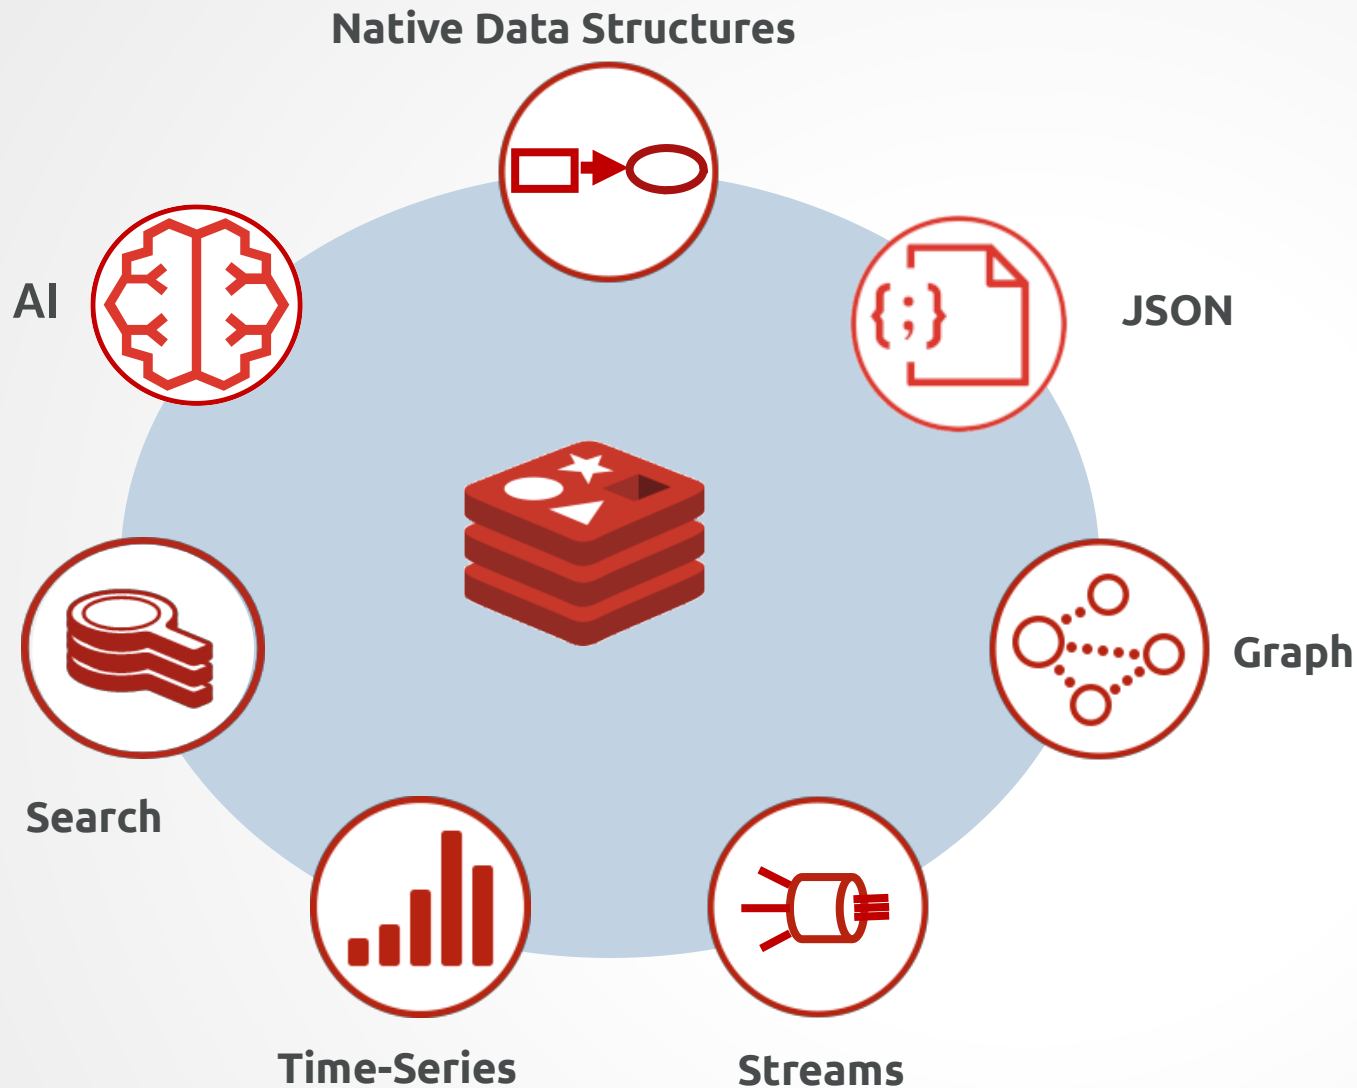 Native Data Structures
AI
{;}
JSON
Graph
Search
Time-Series
Streams